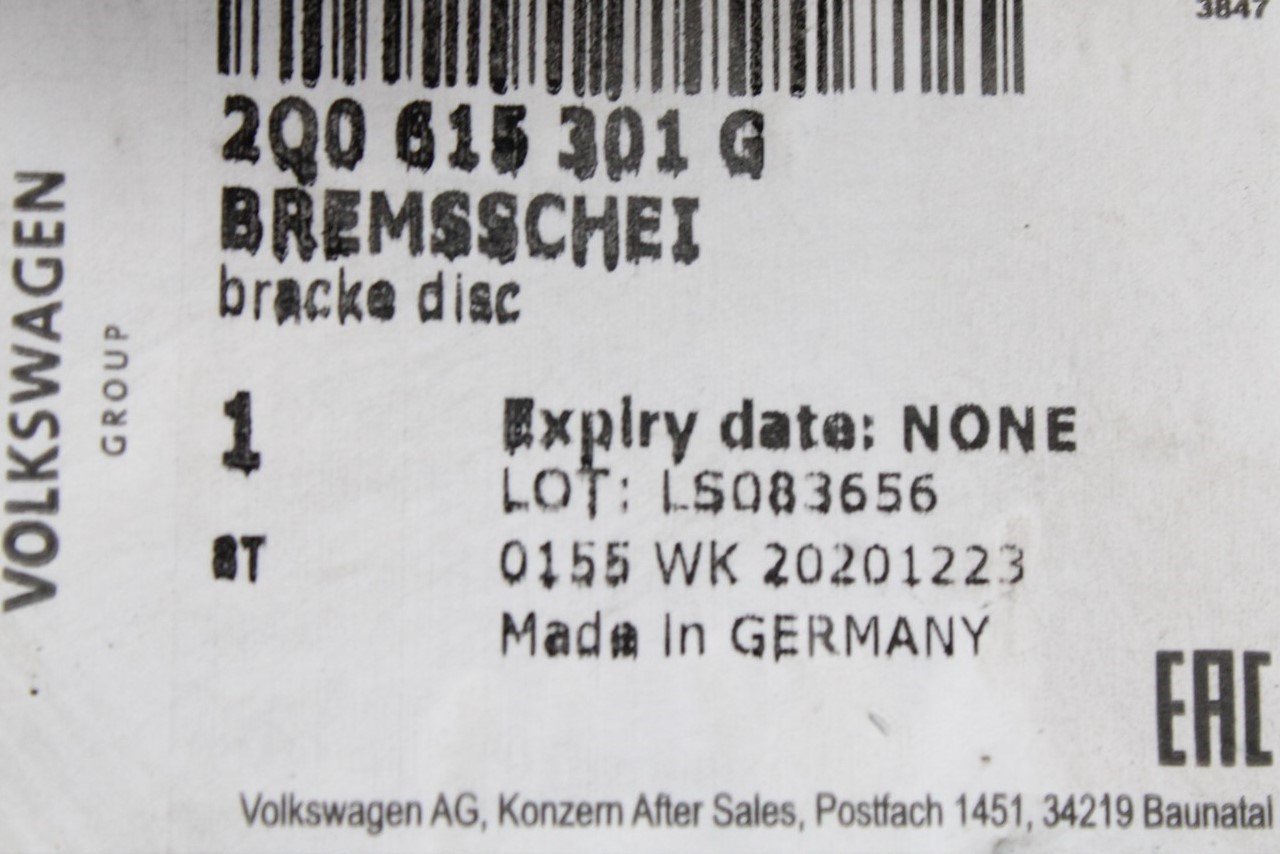 3847
2Q0 615 301 G
BREMSSCHEI
bracke disc
VOLKSWAGEN
GROUP
1
ST
Expiry date: NONE
LOT: LS083656
0155 WK 20201223
Made in GERMANY
EAC
Volkswagen AG, Konzern After Sales, Postfach 1451, 34219 Baunatal